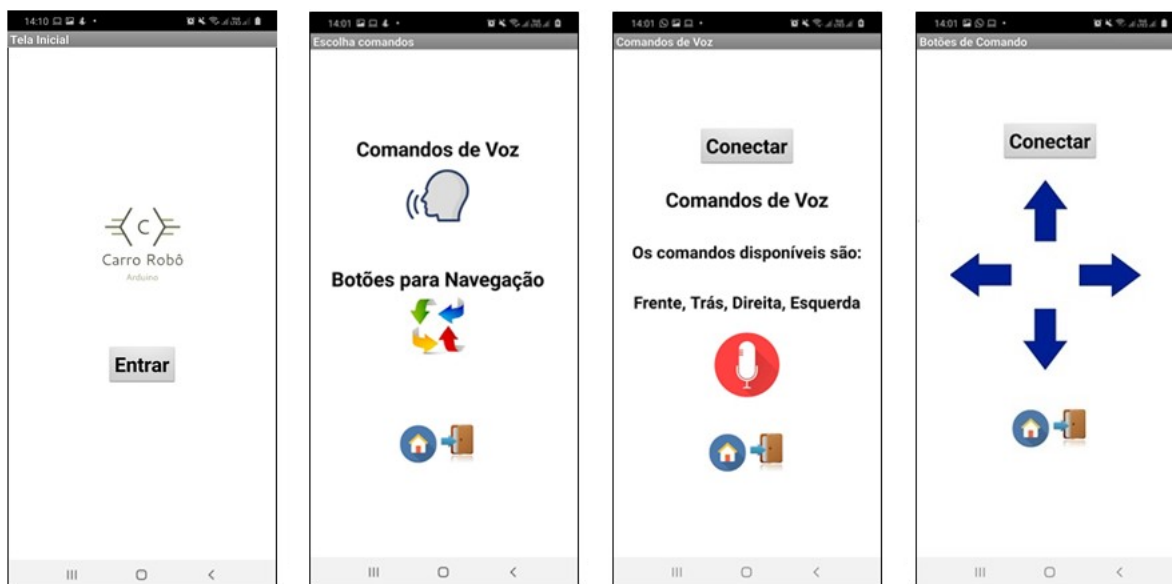 14:10
Tela Inicial
C
Carro Robô
Arduino
Entrar
14:01
Escolha comandos
Comandos de Voz
Botões para Navegação
14:01
Comandos de Voz
Conectar
Comandos de Voz
Os comandos disponíveis são:
Frente, Trás, Direita, Esquerda
14:01
Botões de Comando
Conectar